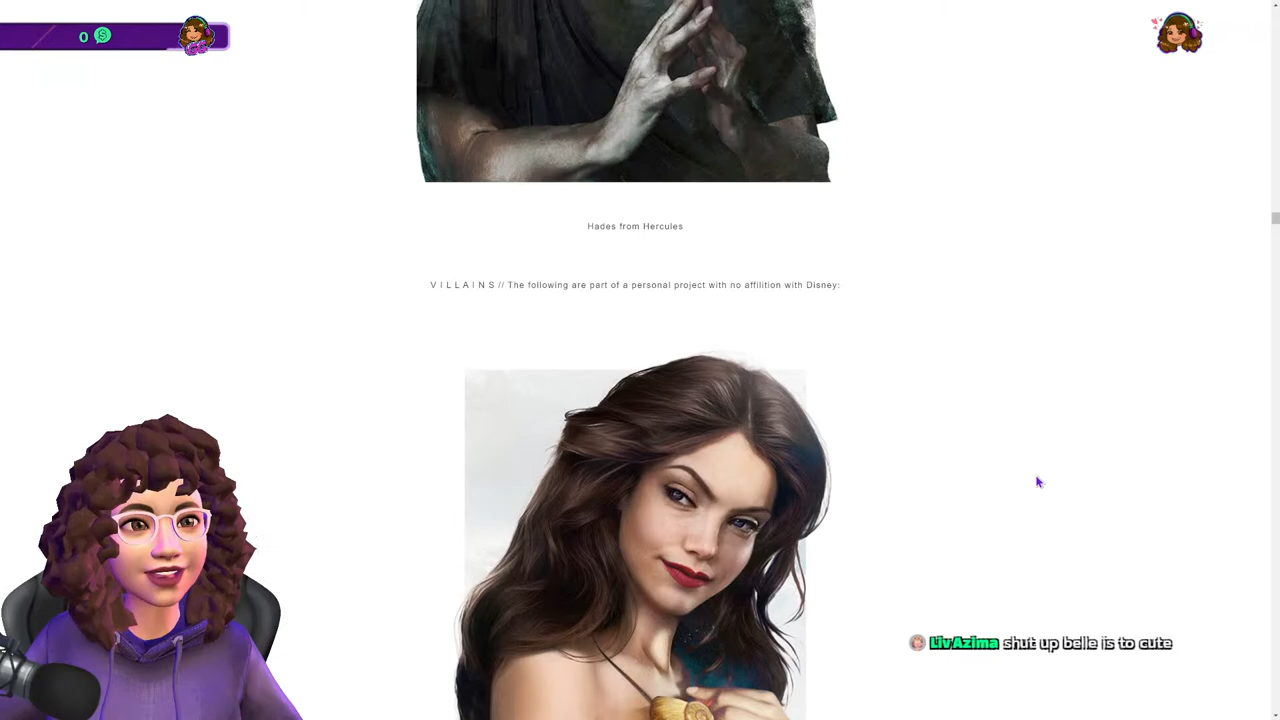 0
Hades from Hercules
V I L L A I N S // The following are part of a personal project with no affilition with Disney:
LivAzima shut up belle is to cute